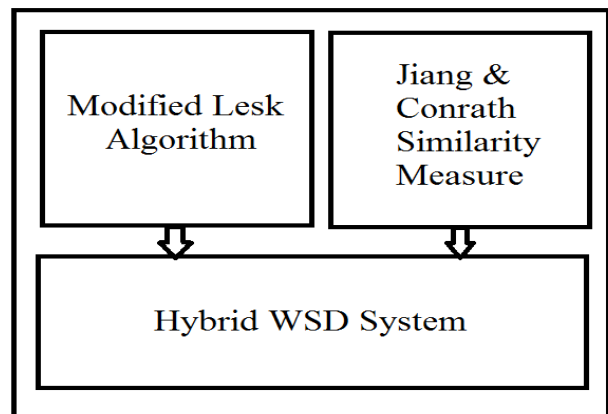 Modified Lesk
Algorithm
Jiang &
Conrath
Similarity
Measure
Hybrid WSD System